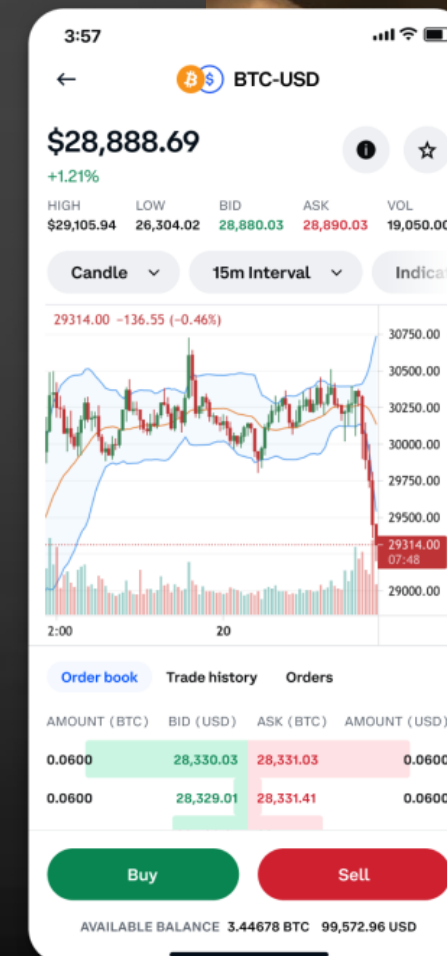 3:57
BTC-USD
$28,888.69
+1.21%
HIGH LOW BID ASK VOL
$29,105.94 26,304.02 28,880.03 28,890.03 19,050.00
Candle 15m Interval Indica
29314.00 −136.55 (−0.46%)
30750.00
30500.00
30250.00
30000.00
29750.00
29500.00
29314.00
07:48
29000.00
2:00 20
Order book Trade history Orders
AMOUNT (BTC) BID (USD) ASK (BTC) AMOUNT (USD)
0.0600 28,330.03 28,331.03 0.0600
0.0600 28,329.01 28,331.41 0.0600
Buy Sell
AVAILABLE BALANCE 3.44678 BTC 99,572.96 USD